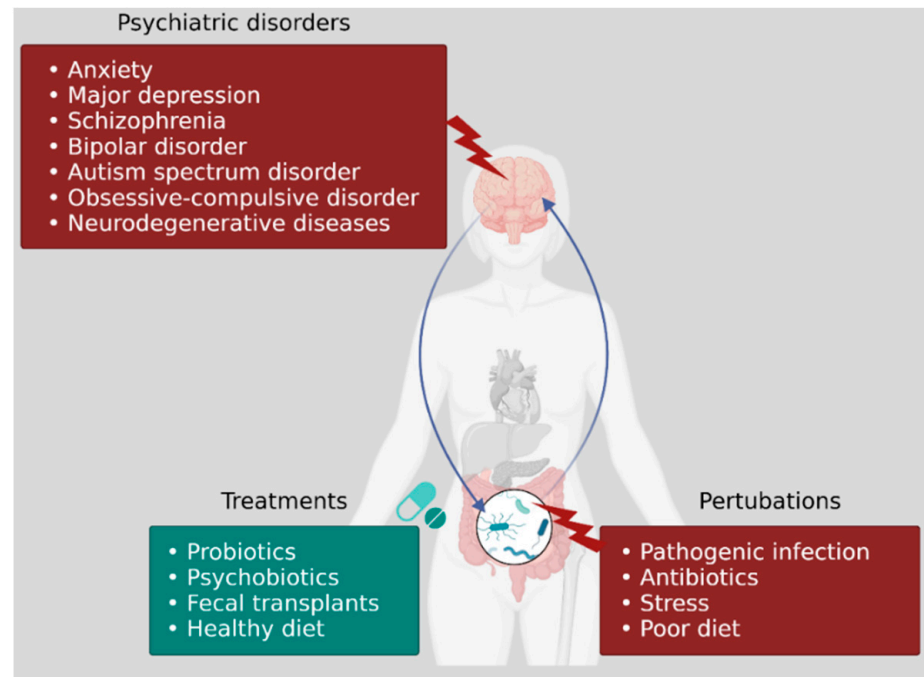 Psychiatric disorders
• Anxiety
• Major depression
• Schizophrenia
• Bipolar disorder
• Autism spectrum disorder
• Obsessive-compulsive disorder
• Neurodegenerative diseases
Treatments
• Probiotics
• Psychobiotics
• Fecal transplants
• Healthy diet
Pertubations
• Pathogenic infection
• Antibiotics
• Stress
• Poor diet